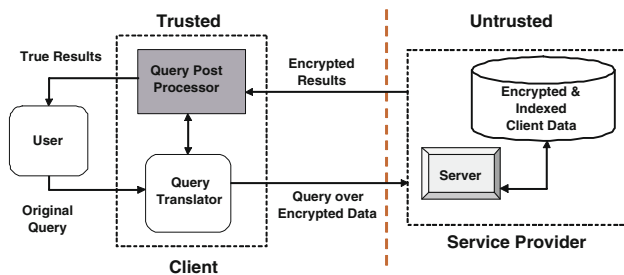 Trusted
Untrusted
True Results
Query Post
Processor
Encrypted
Results
Encrypted &
Indexed
Client Data
User
Query
Translator
Server
Original
Query
Query over
Encrypted Data
Client
Service Provider